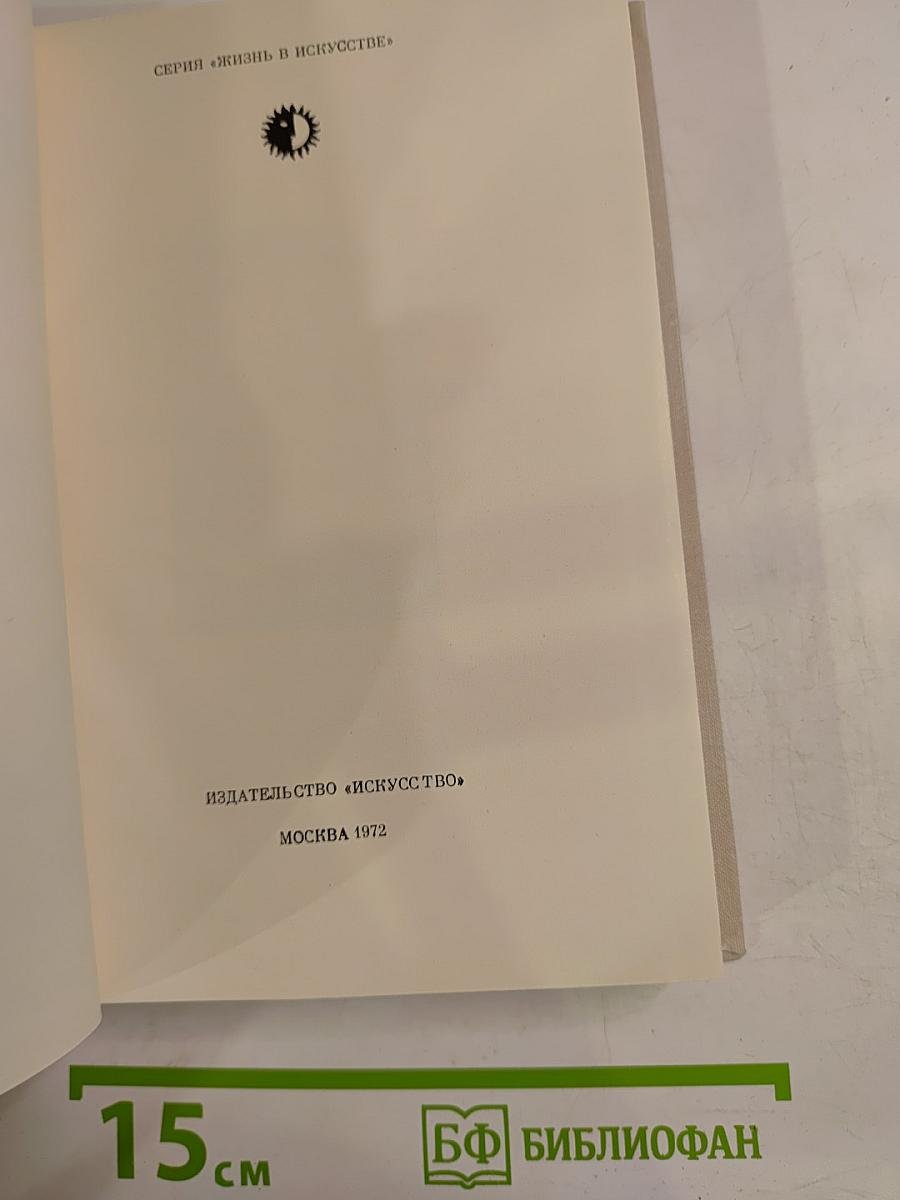 СЕРИЯ «ЖИЗНЬ В ИСКУССТВЕ»
ИЗДАТЕЛЬСТВО «ИСКУССТВО»
МОСКВА 1972
15 см
БФ БИБЛИОФАН